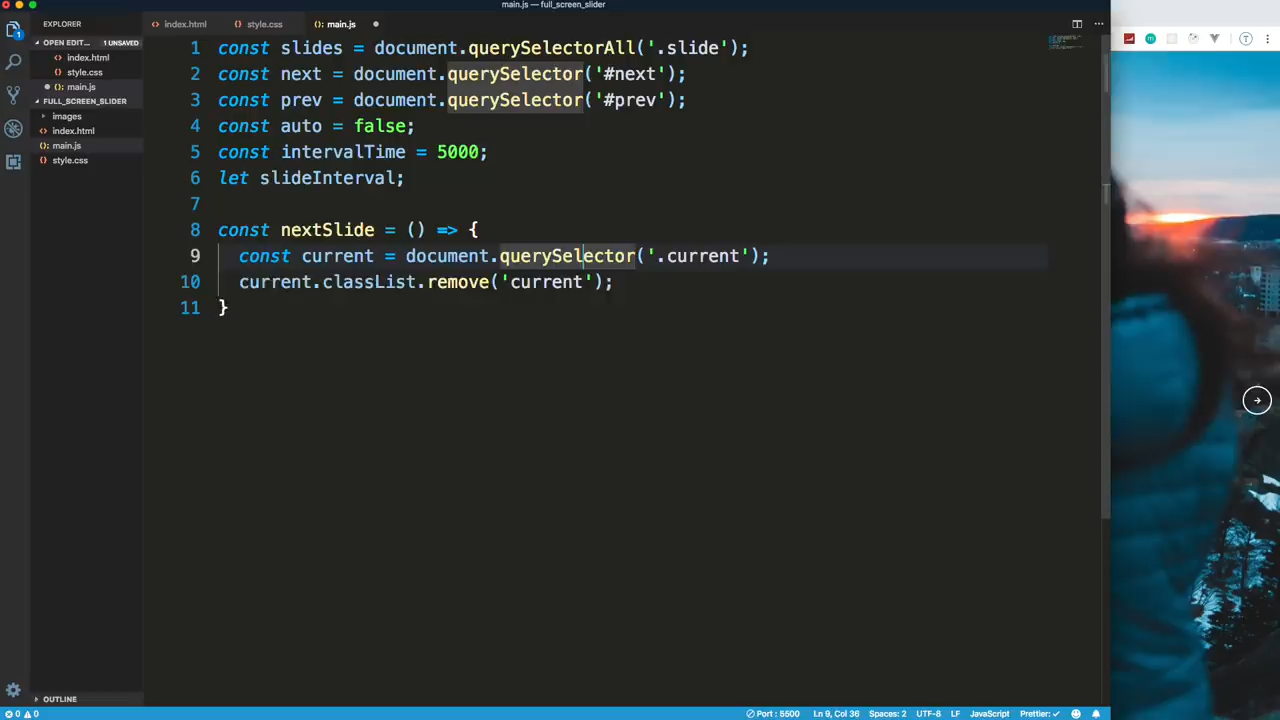 main.js — full_screen_slider
EXPLORER
index.html
style.css
main.js
OPEN EDIT... 1 UNSAVED
index.html
style.css
main.js
FULL_SCREEN_SLIDER
images
index.html
main.js
style.css
OUTLINE
1 const slides = document.querySelectorAll('.slide');
2 const next = document.querySelector('#next');
3 const prev = document.querySelector('#prev');
4 const auto = false;
5 const intervalTime = 5000;
6 let slideInterval;
7
8 const nextSlide = () => {
9 const current = document.querySelector('.current');
10 current.classList.remove('current');
11 }
0 0
Port : 5500
Ln 9, Col 36
Spaces: 2
UTF-8
LF
JavaScript
Prettier: ✓